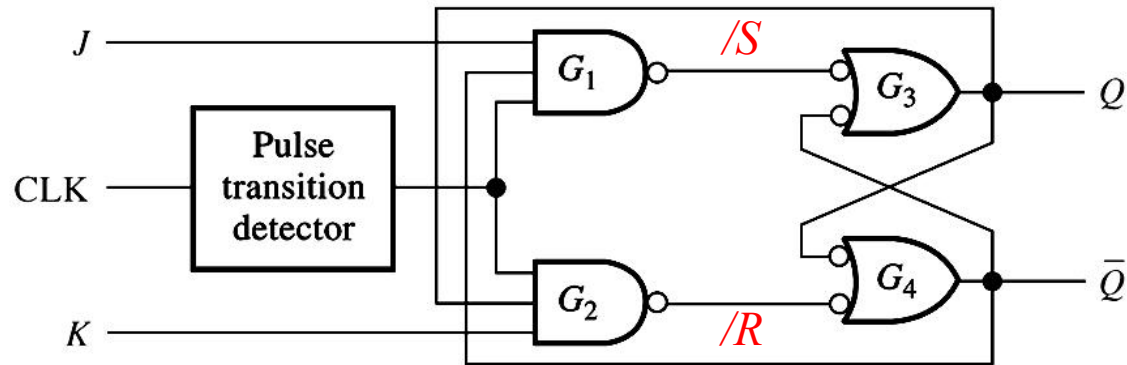 J
CLK
K
Pulse
transition
detector
G₁
G₂
/S
/R
G₃
G₄
Q
Q̅